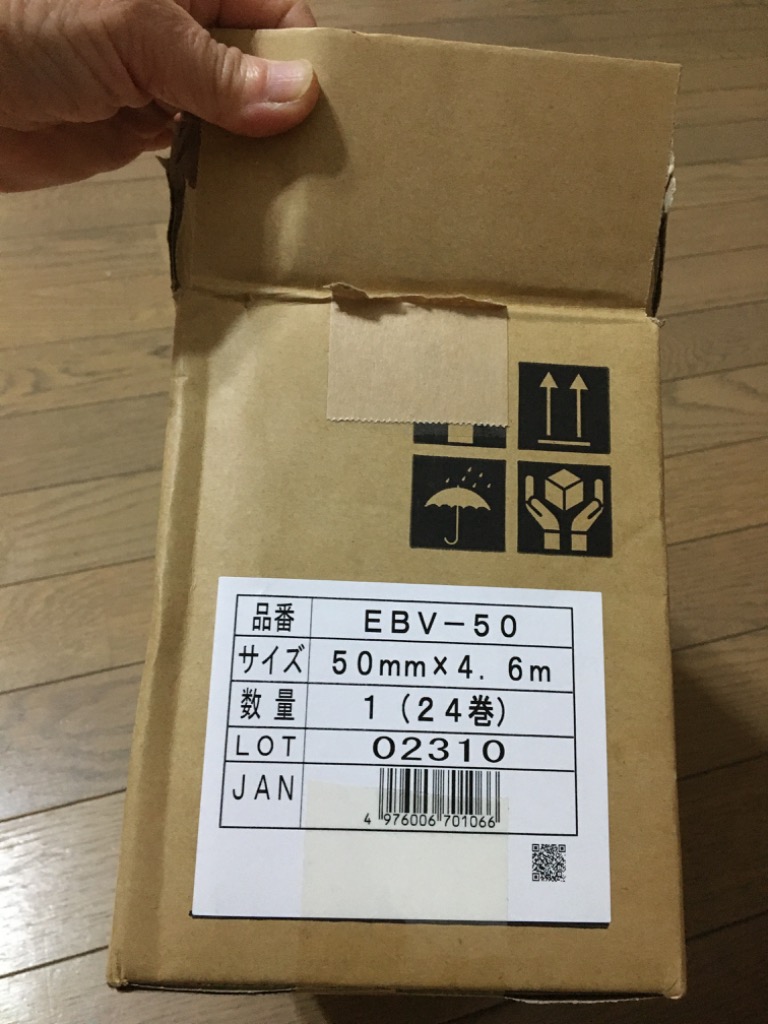 品番 EBV-50
サイズ 50mm×4. 6m
数量 1(24巻)
LOT 02310
JAN
4 976006 701066